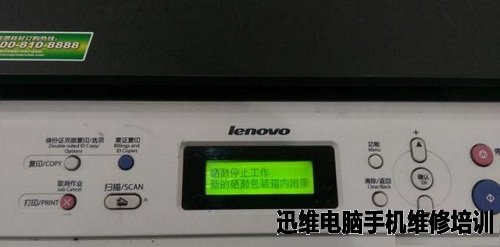 00-810-8888
lenovo
身份证双面复印/选项
Double-sided ID Copy/
Options
票证复印
Billings and
ID Copies
复印/COPY
取消作业
Job Cancel
打印/PRINT
扫描/SCAN
硒鼓停止工作
新的硒鼓包装箱内附带
功能
Menu
清除/返回
Clear/Back
确认
OK
迅维电脑手机维修培训